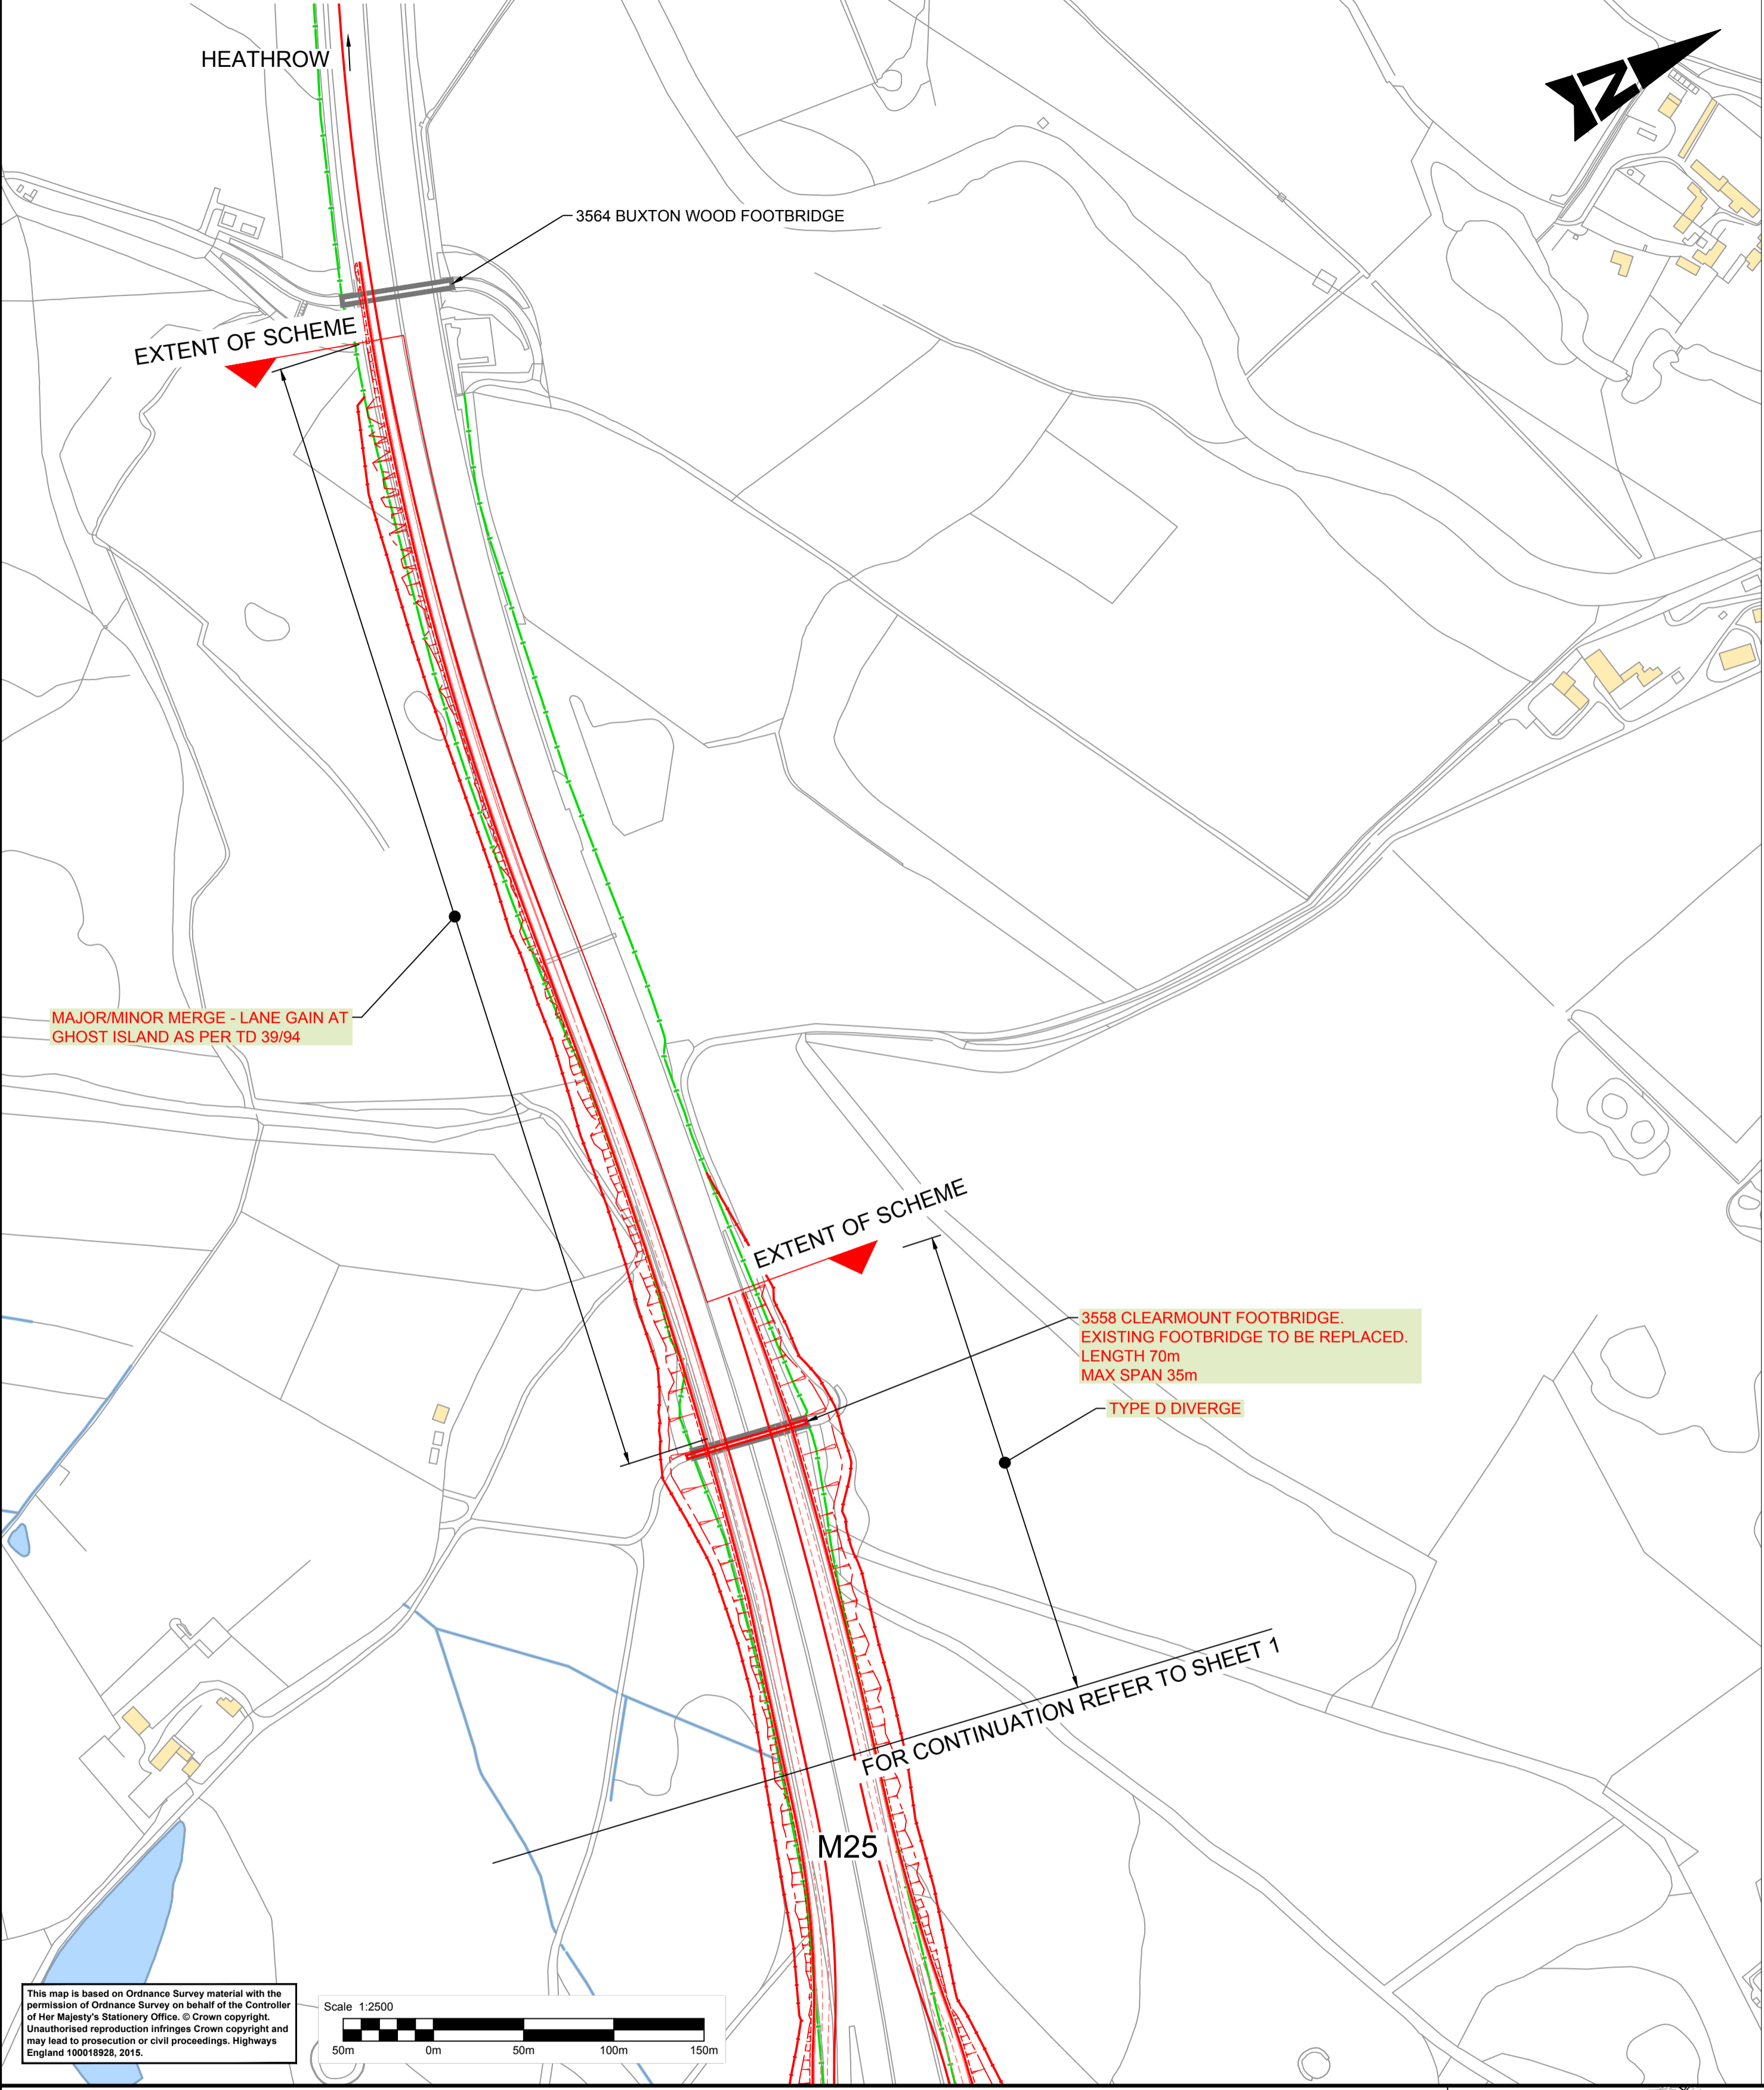 HEATHROW
N
3564 BUXTON WOOD FOOTBRIDGE
EXTENT OF SCHEME
MAJOR/MINOR MERGE - LANE GAIN AT
GHOST ISLAND AS PER TD 39/94
EXTENT OF SCHEME
3558 CLEARMOUNT FOOTBRIDGE.
EXISTING FOOTBRIDGE TO BE REPLACED.
LENGTH 70m
MAX SPAN 35m
TYPE D DIVERGE
FOR CONTINUATION REFER TO SHEET 1
M25
This map is based on Ordnance Survey material with the
permission of Ordnance Survey on behalf of the Controller
of Her Majesty's Stationery Office. © Crown copyright.
Unauthorised reproduction infringes Crown copyright and
may lead to prosecution or civil proceedings. Highways
England 100018928, 2015.
Scale 1:2500
50m 0m 50m 100m 150m